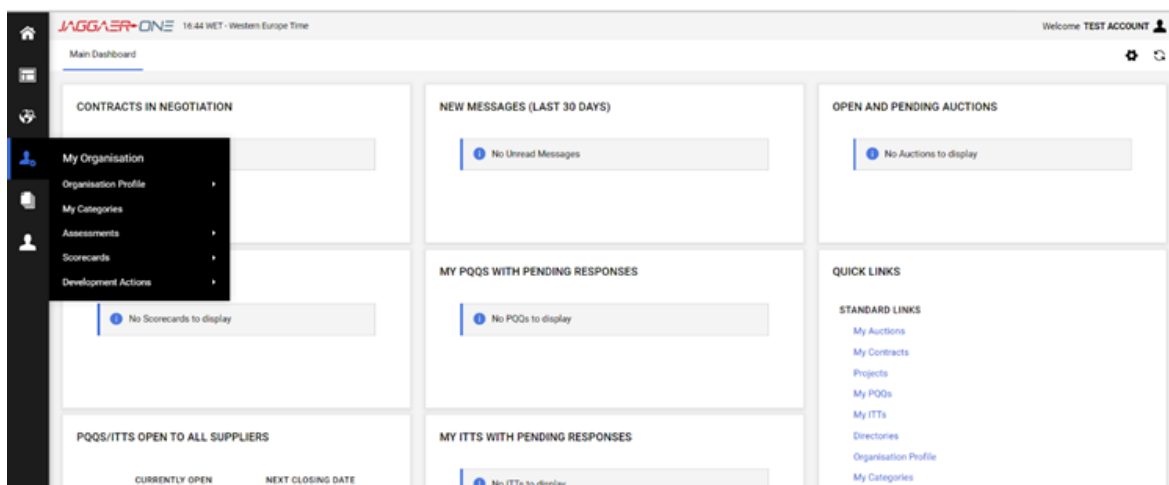 JAGGAER ONE 16:44 WET - Western Europe Time
Welcome TEST ACCOUNT
Main Dashboard
CONTRACTS IN NEGOTIATION
NEW MESSAGES (LAST 30 DAYS)
No Unread Messages
OPEN AND PENDING AUCTIONS
No Auctions to display
My Organisation
Organisation Profile
My Categories
Assessments
Scorecards
Development Actions
No Scorecards to display
MY PQQS WITH PENDING RESPONSES
No PQQs to display
QUICK LINKS
STANDARD LINKS
My Auctions
My Contracts
Projects
My PQQs
My ITTs
Directories
Organisation Profile
My Categories
PQQS/ITTS OPEN TO ALL SUPPLIERS
CURRENTLY OPEN NEXT CLOSING DATE
MY ITTS WITH PENDING RESPONSES
No ITTs to display